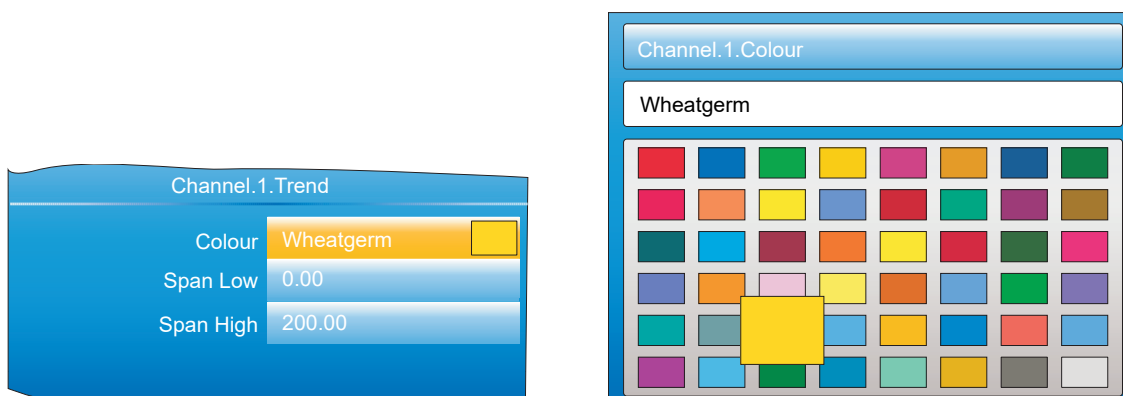 Channel.1.Trend
Colour Wheatgerm
Span Low 0.00
Span High 200.00
Channel.1.Colour
Wheatgerm